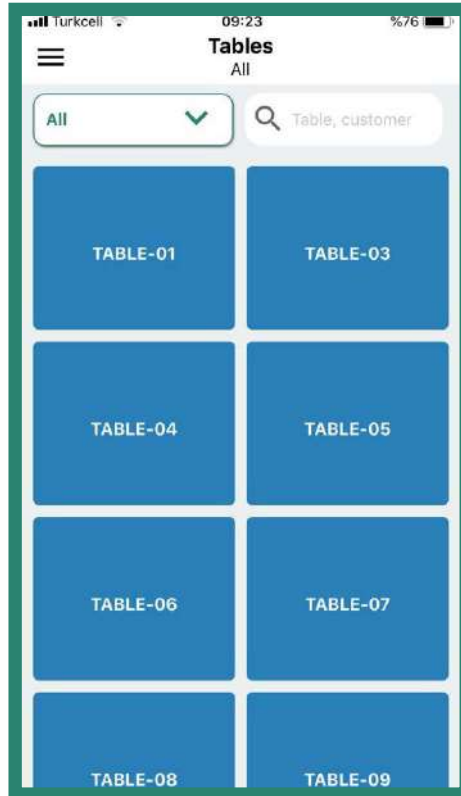 Turkcell 09:23 %76
Tables
All
All Table, customer
TABLE-01 TABLE-03
TABLE-04 TABLE-05
TABLE-06 TABLE-07
TABLE-08 TABLE-09